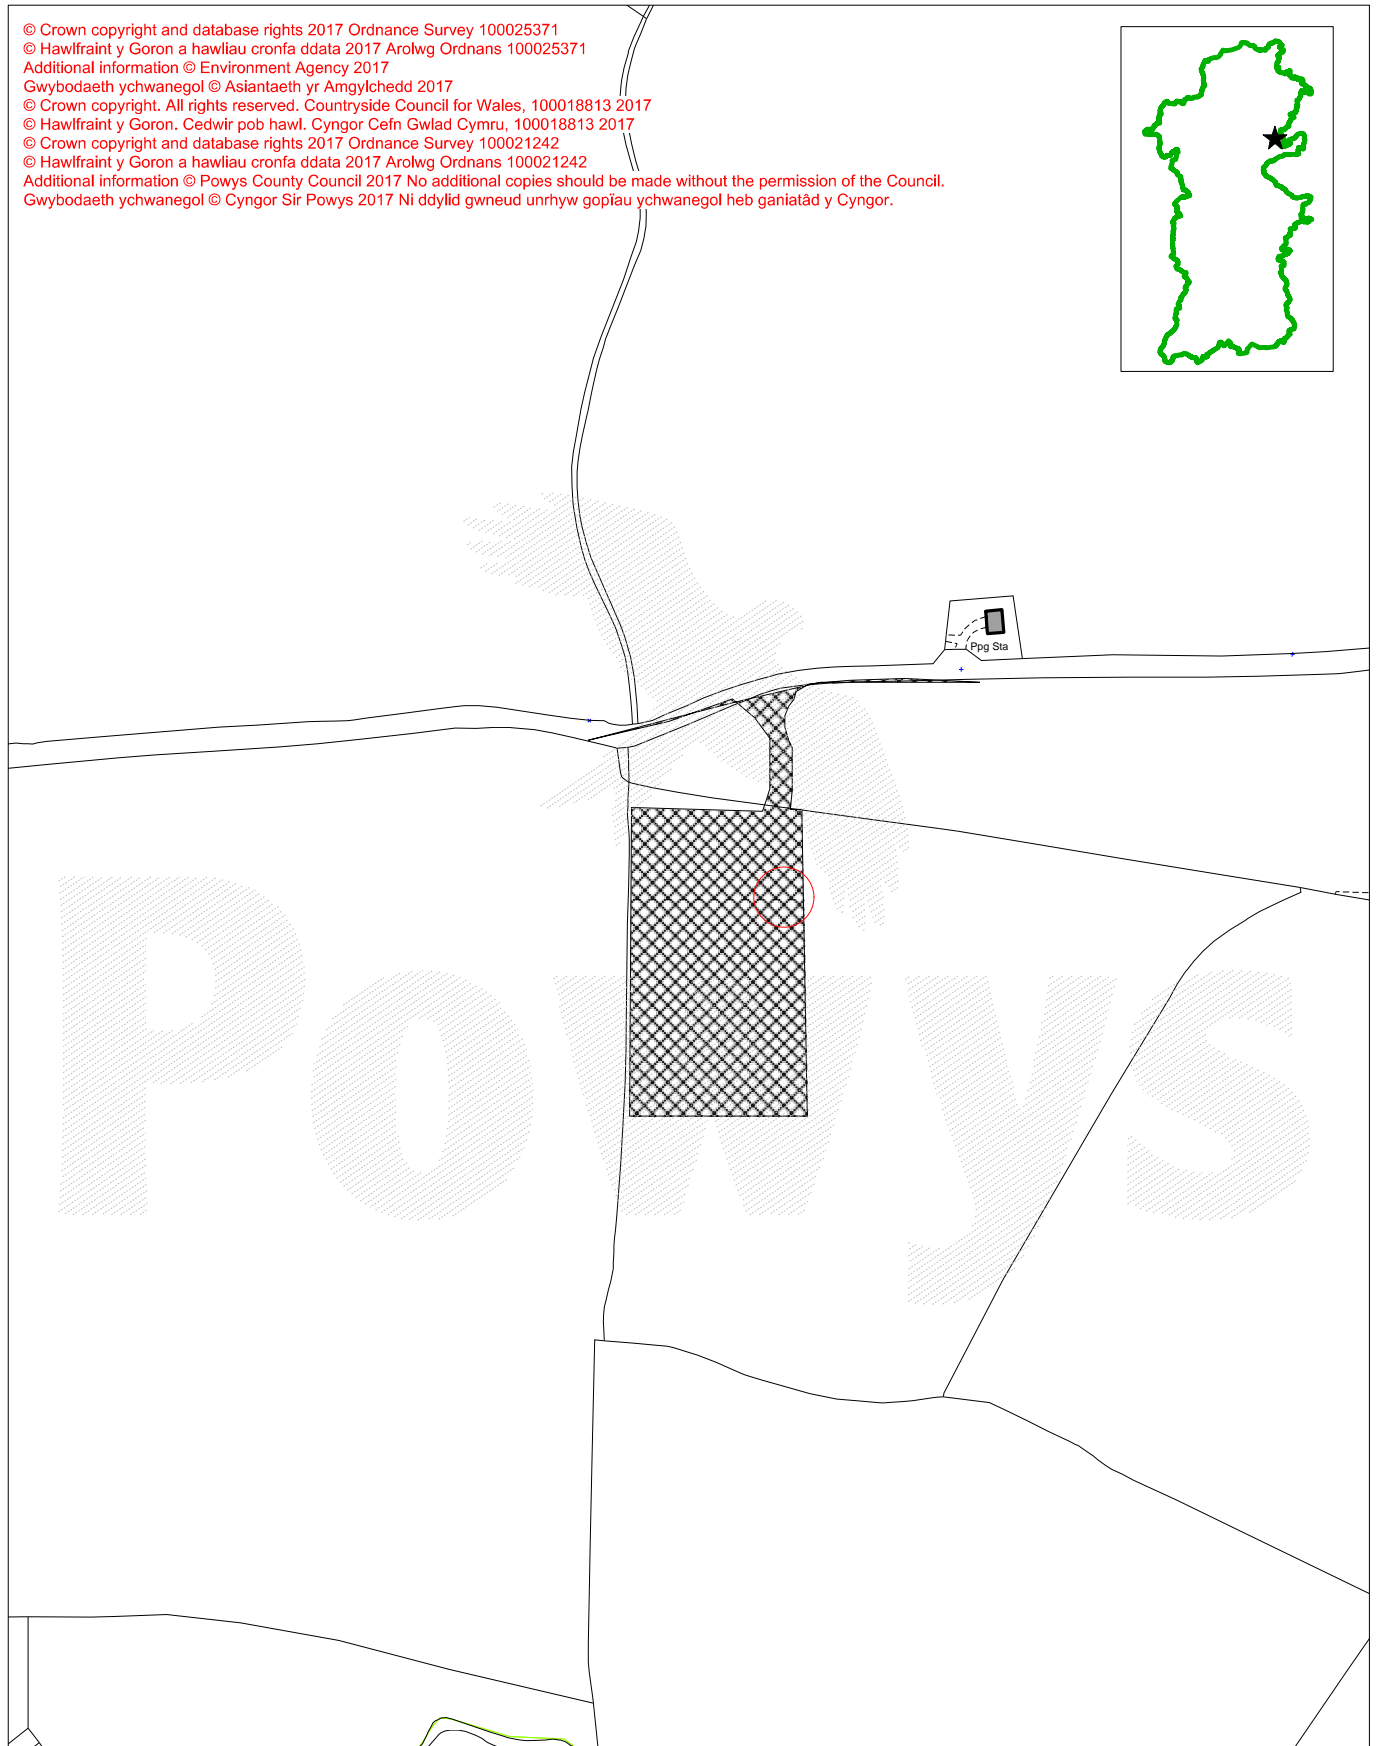 © Crown copyright and database rights 2017 Ordnance Survey 100025371
© Hawlfraint y Goron a hawliau cronfa ddata 2017 Arolwg Ordnans 100025371
Additional information © Environment Agency 2017
Gwybodaeth ychwanegol © Asiantaeth yr Amgylchedd 2017
© Crown copyright. All rights reserved. Countryside Council for Wales, 100018813 2017
© Hawlfraint y Goron. Cedwir pob hawl. Cyngor Cefn Gwlad Cymru, 100018813 2017
© Crown copyright and database rights 2017 Ordnance Survey 100021242
© Hawlfraint y Goron a hawliau cronfa ddata 2017 Arolwg Ordnans 100021242
Additional information © Powys County Council 2017 No additional copies should be made without the permission of the Council.
Gwybodaeth ychwanegol © Cyngor Sir Powys 2017 Ni ddylid gwneud unrhyw gopïau ychwanegol heb ganiatâd y Cyngor.
Ppg Sta
Powys